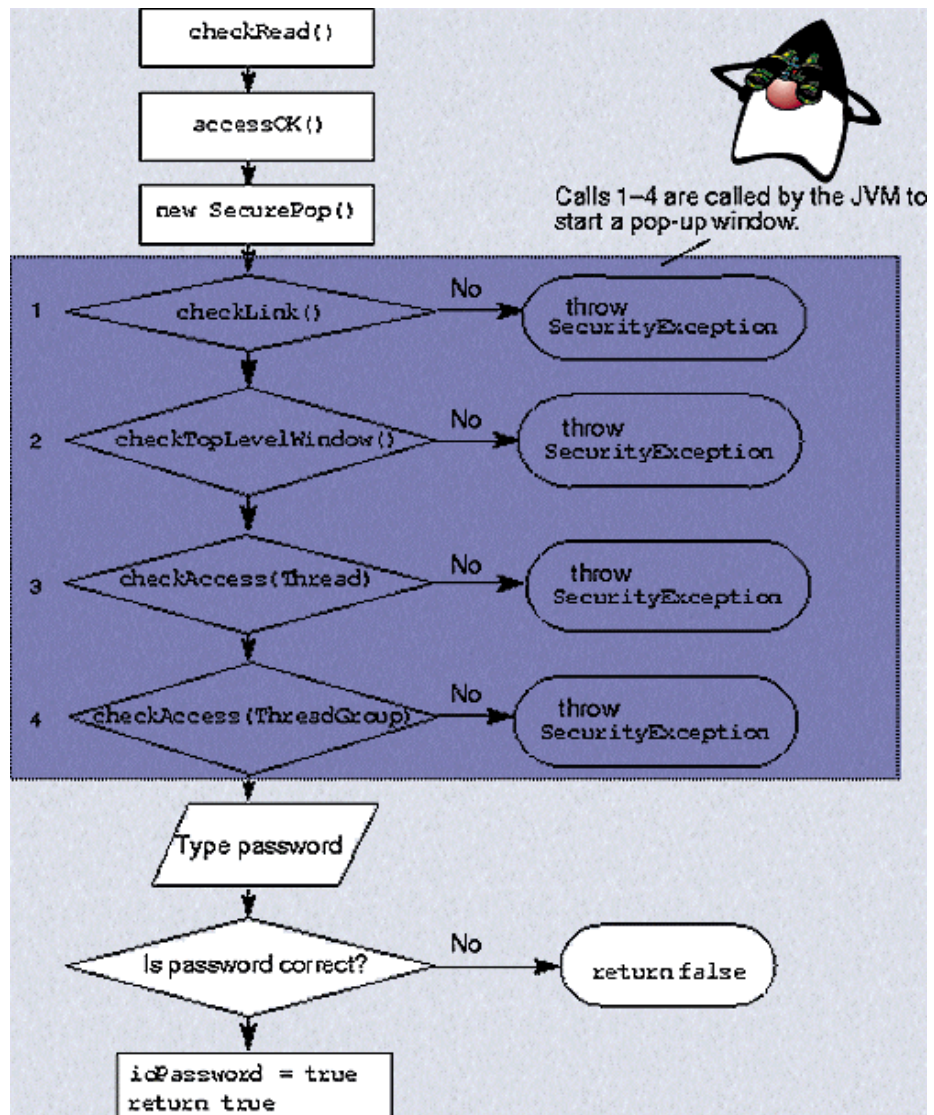 checkRead()
accessOK()
new SecurePop()
Calls 1–4 are called by the JVM to
start a pop-up window.
1
checkLink()
No
throw
SecurityException
2
checkTopLevelWindow()
No
throw
SecurityException
3
checkAccess(Thread)
No
throw
SecurityException
4
checkAccess(ThreadGroup)
No
throw
SecurityException
Type password
Is password correct?
No
return false
ioPassword = true
return true